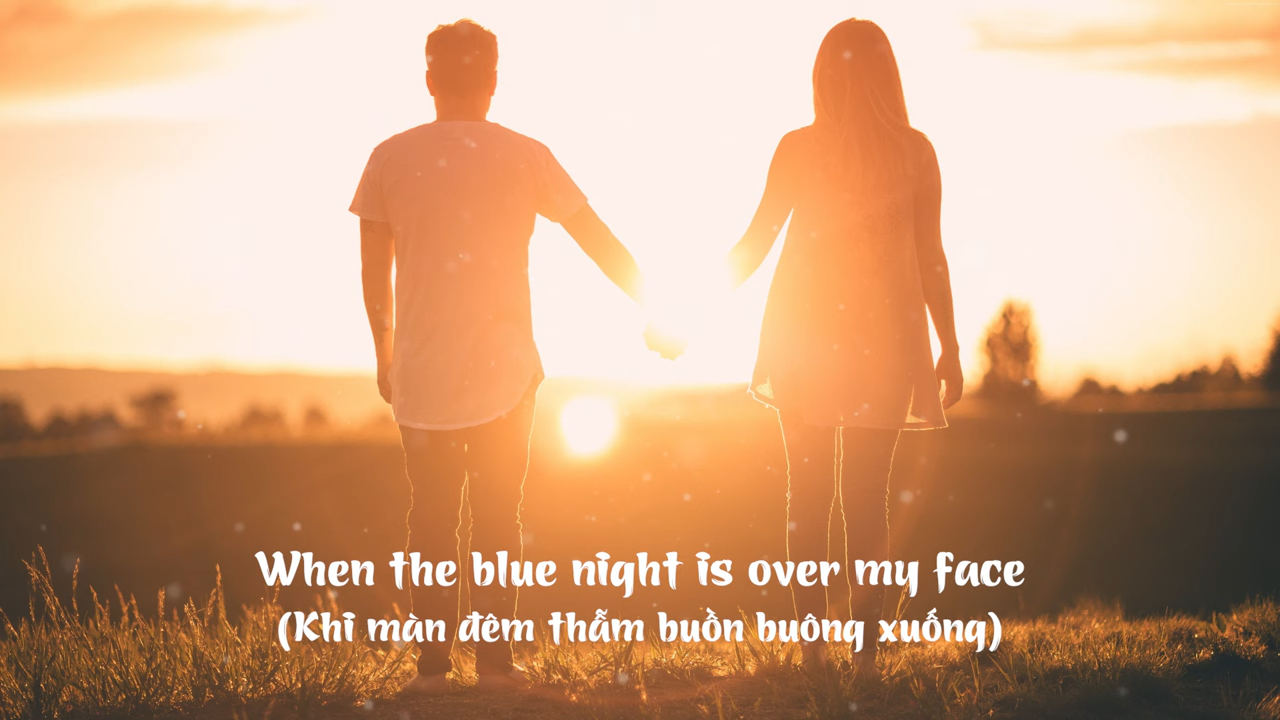 When the blue night is over my face
(Khi màn đêm thẫm buồn buông xuống)